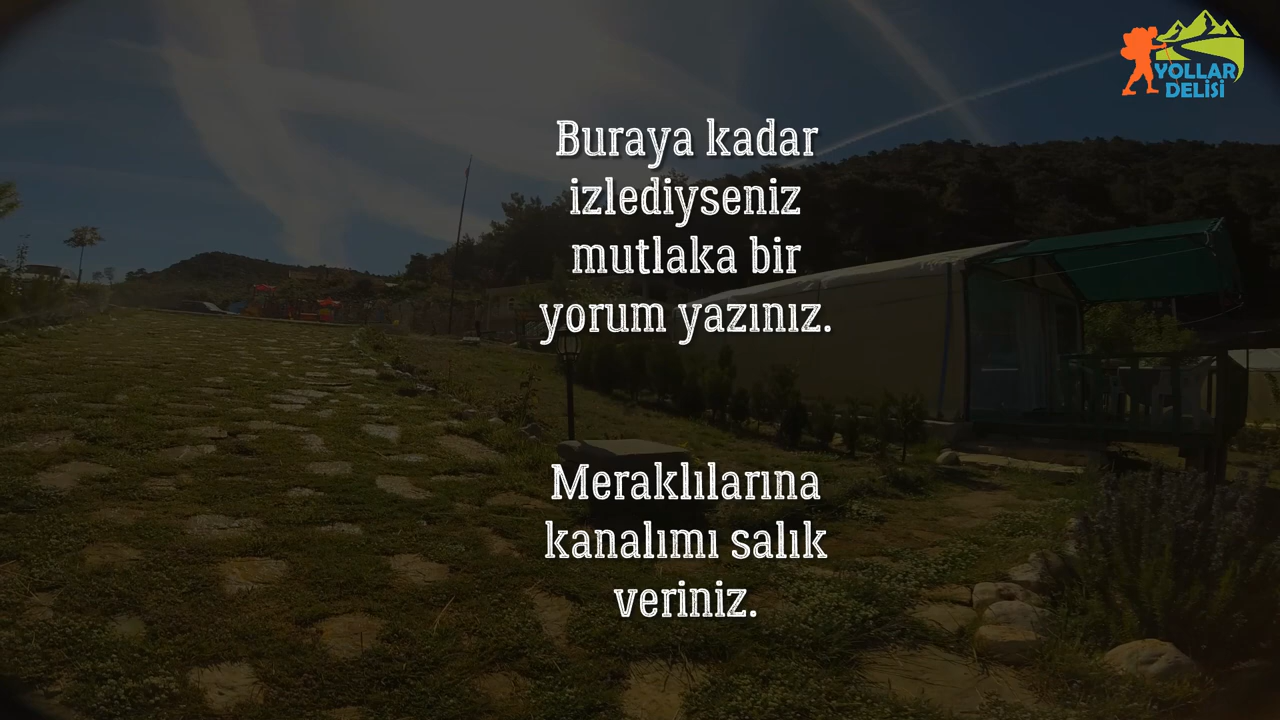 YOLLAR
DELİSİ
Buraya kadar
izlediyseniz
mutlaka bir
yorum yazınız.
Meraklılarına
kanalımı salık
veriniz.